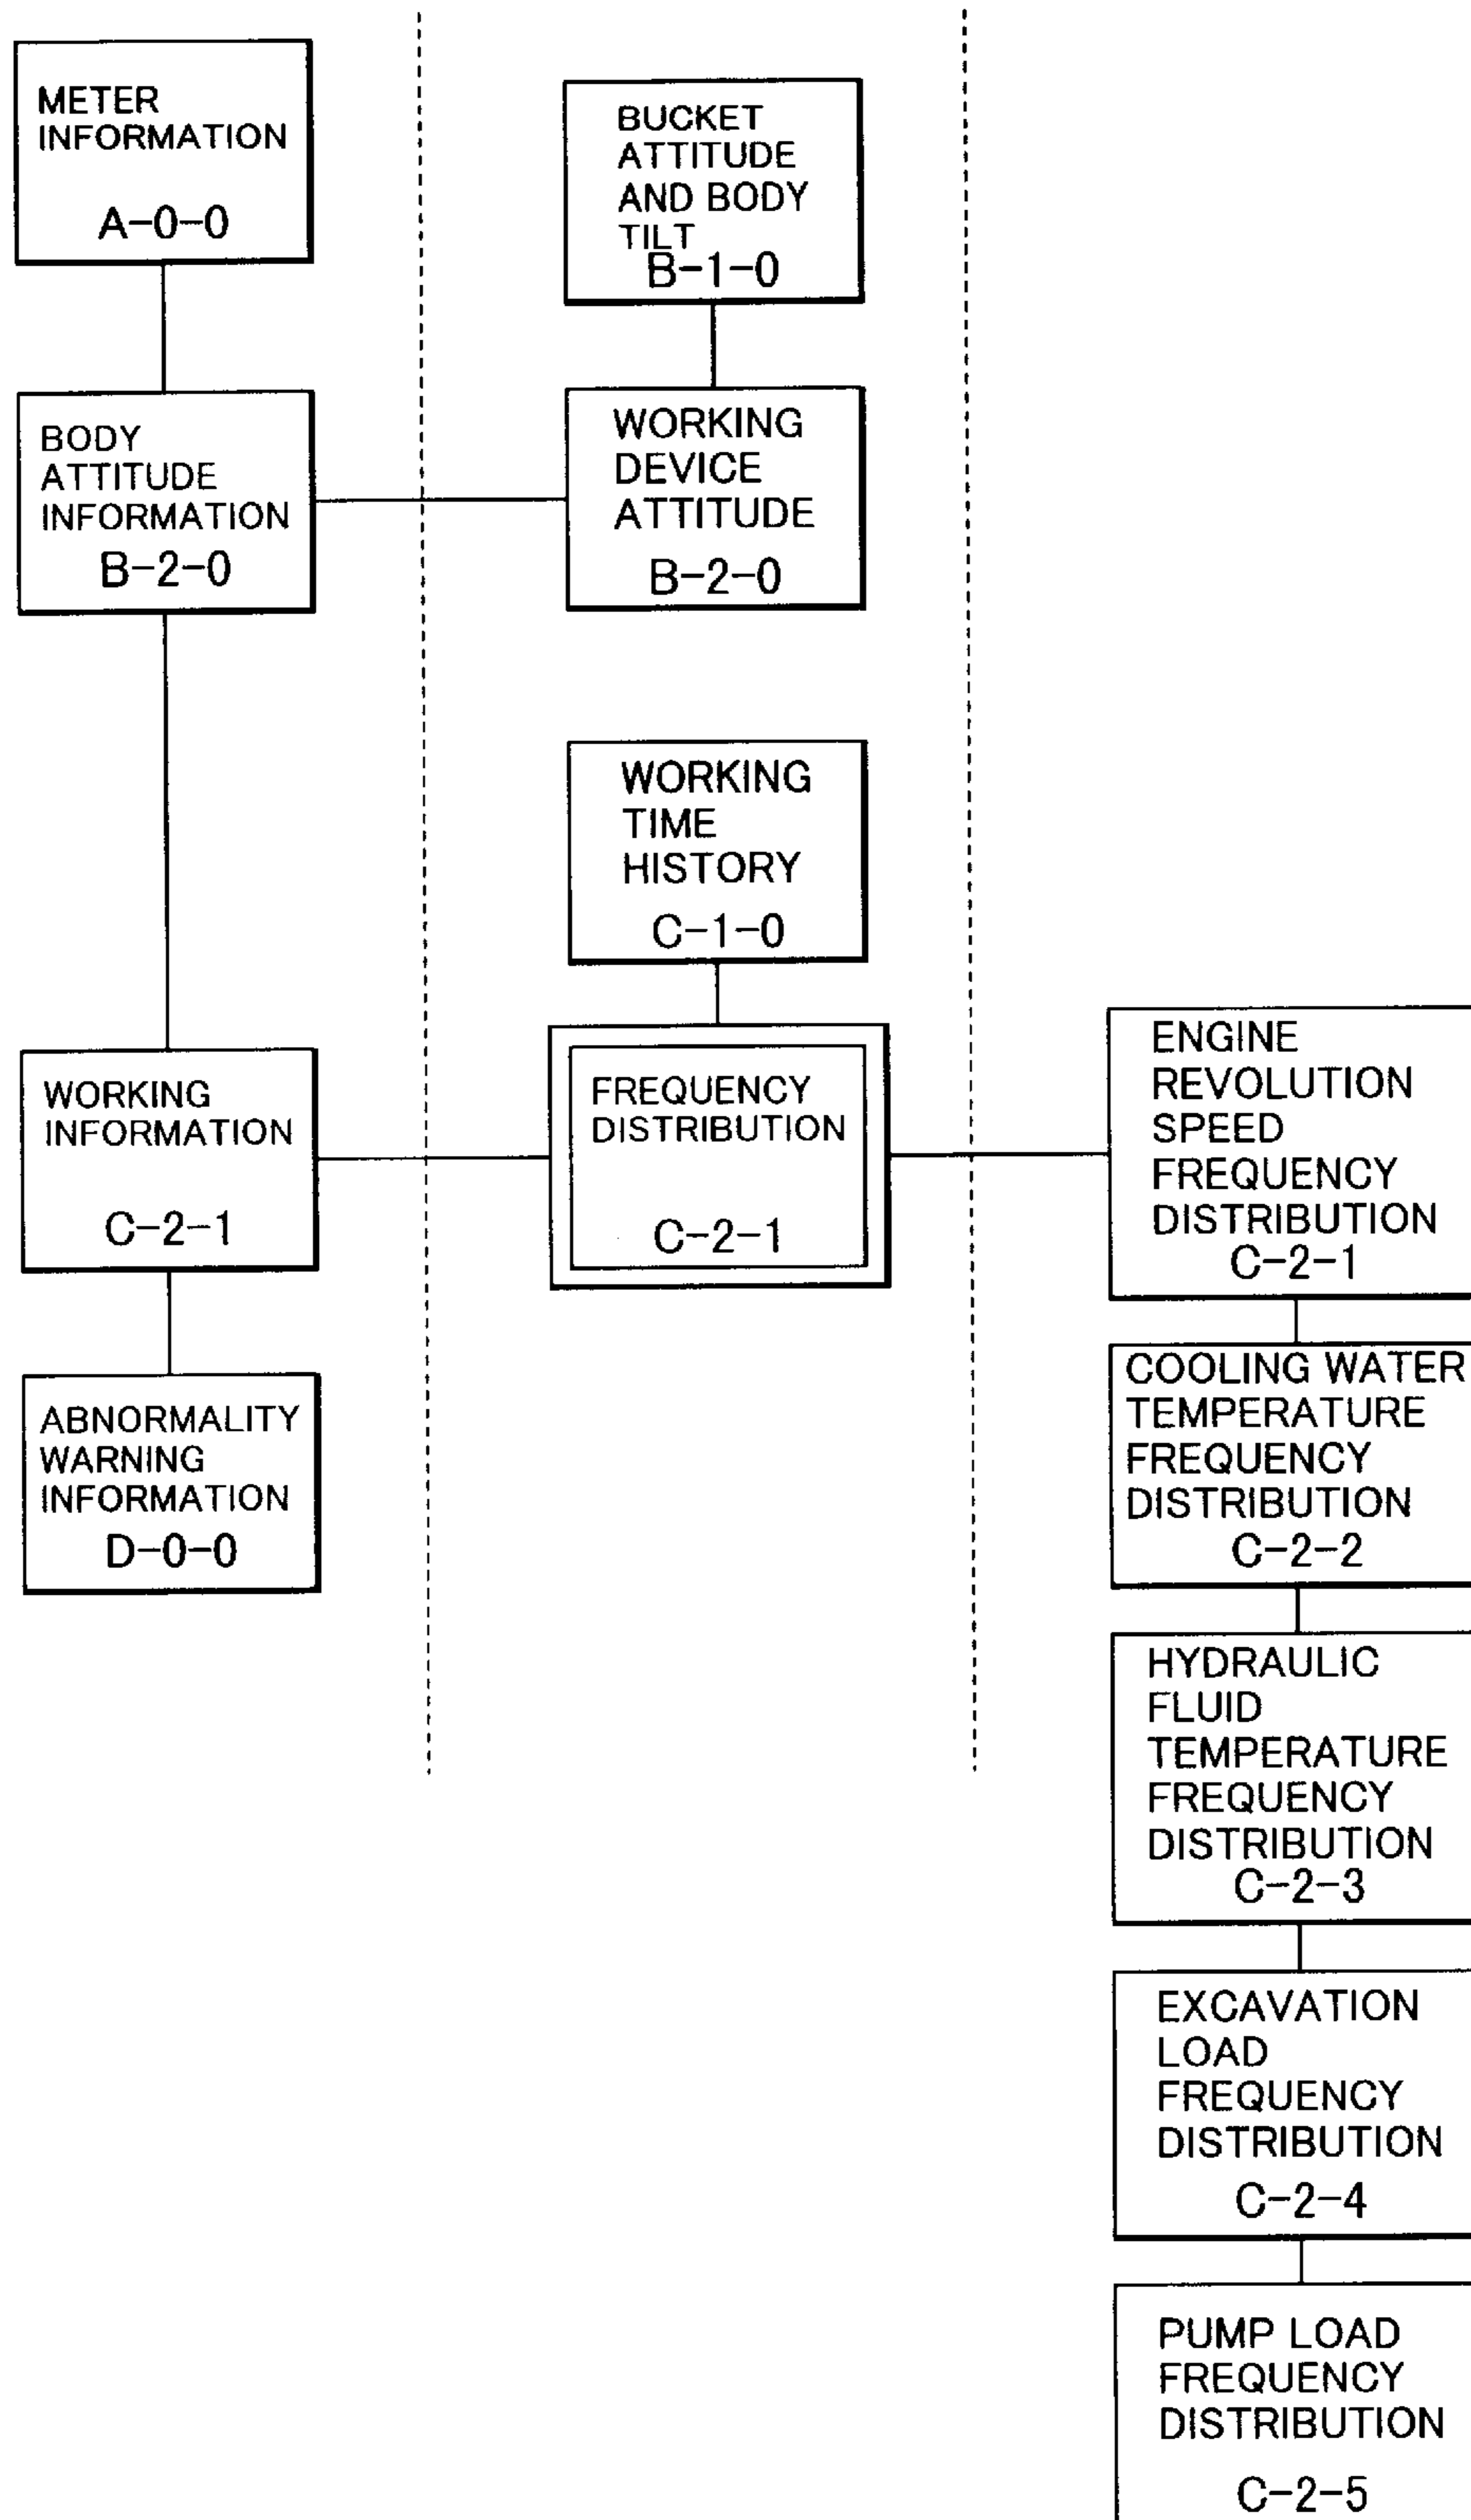 METER
INFORMATION
A-0-0
BODY
ATTITUDE
INFORMATION
B-2-0
WORKING
INFORMATION
C-2-1
ABNORMALITY
WARNING
INFORMATION
D-0-0
BUCKET
ATTITUDE
AND BODY
TILT
B-1-0
WORKING
DEVICE
ATTITUDE
B-2-0
WORKING
TIME
HISTORY
C-1-0
FREQUENCY
DISTRIBUTION
C-2-1
ENGINE
REVOLUTION
SPEED
FREQUENCY
DISTRIBUTION
C-2-1
COOLING WATER
TEMPERATURE
FREQUENCY
DISTRIBUTION
C-2-2
HYDRAULIC
FLUID
TEMPERATURE
FREQUENCY
DISTRIBUTION
C-2-3
EXCAVATION
LOAD
FREQUENCY
DISTRIBUTION
C-2-4
PUMP LOAD
FREQUENCY
DISTRIBUTION
C-2-5